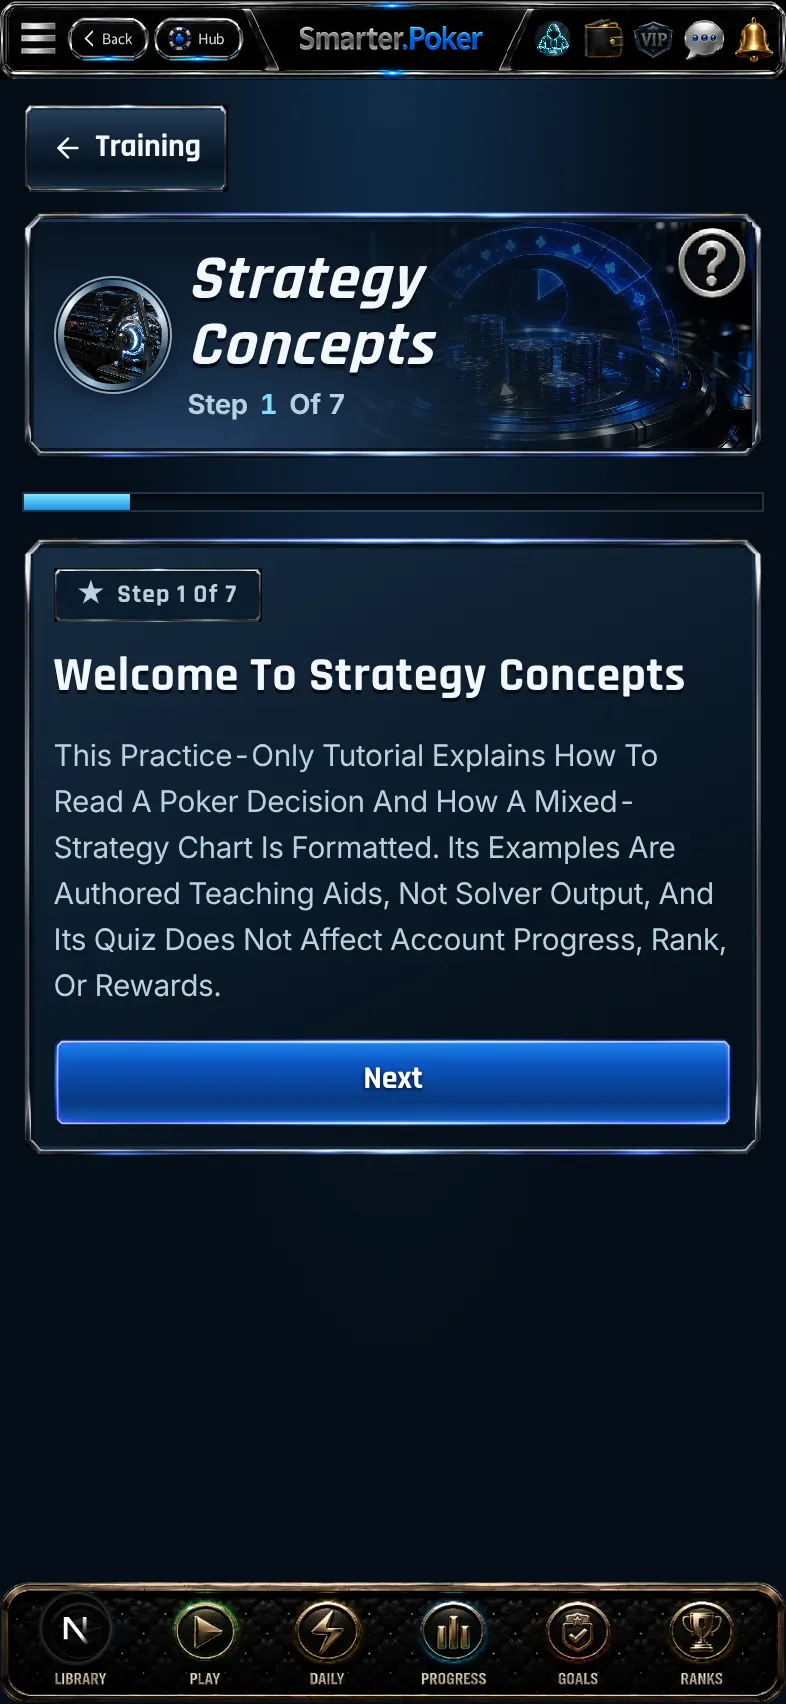 Back
Hub
Smarter.Poker
VIP
← Training
Strategy
Concepts
?
Step 1 Of 7
★ Step 1 Of 7
Welcome To Strategy Concepts
This Practice-Only Tutorial Explains How To
Read A Poker Decision And How A Mixed-
Strategy Chart Is Formatted. Its Examples Are
Authored Teaching Aids, Not Solver Output, And
Its Quiz Does Not Affect Account Progress, Rank,
Or Rewards.
Next
N
LIBRARY
PLAY
DAILY
PROGRESS
GOALS
RANKS